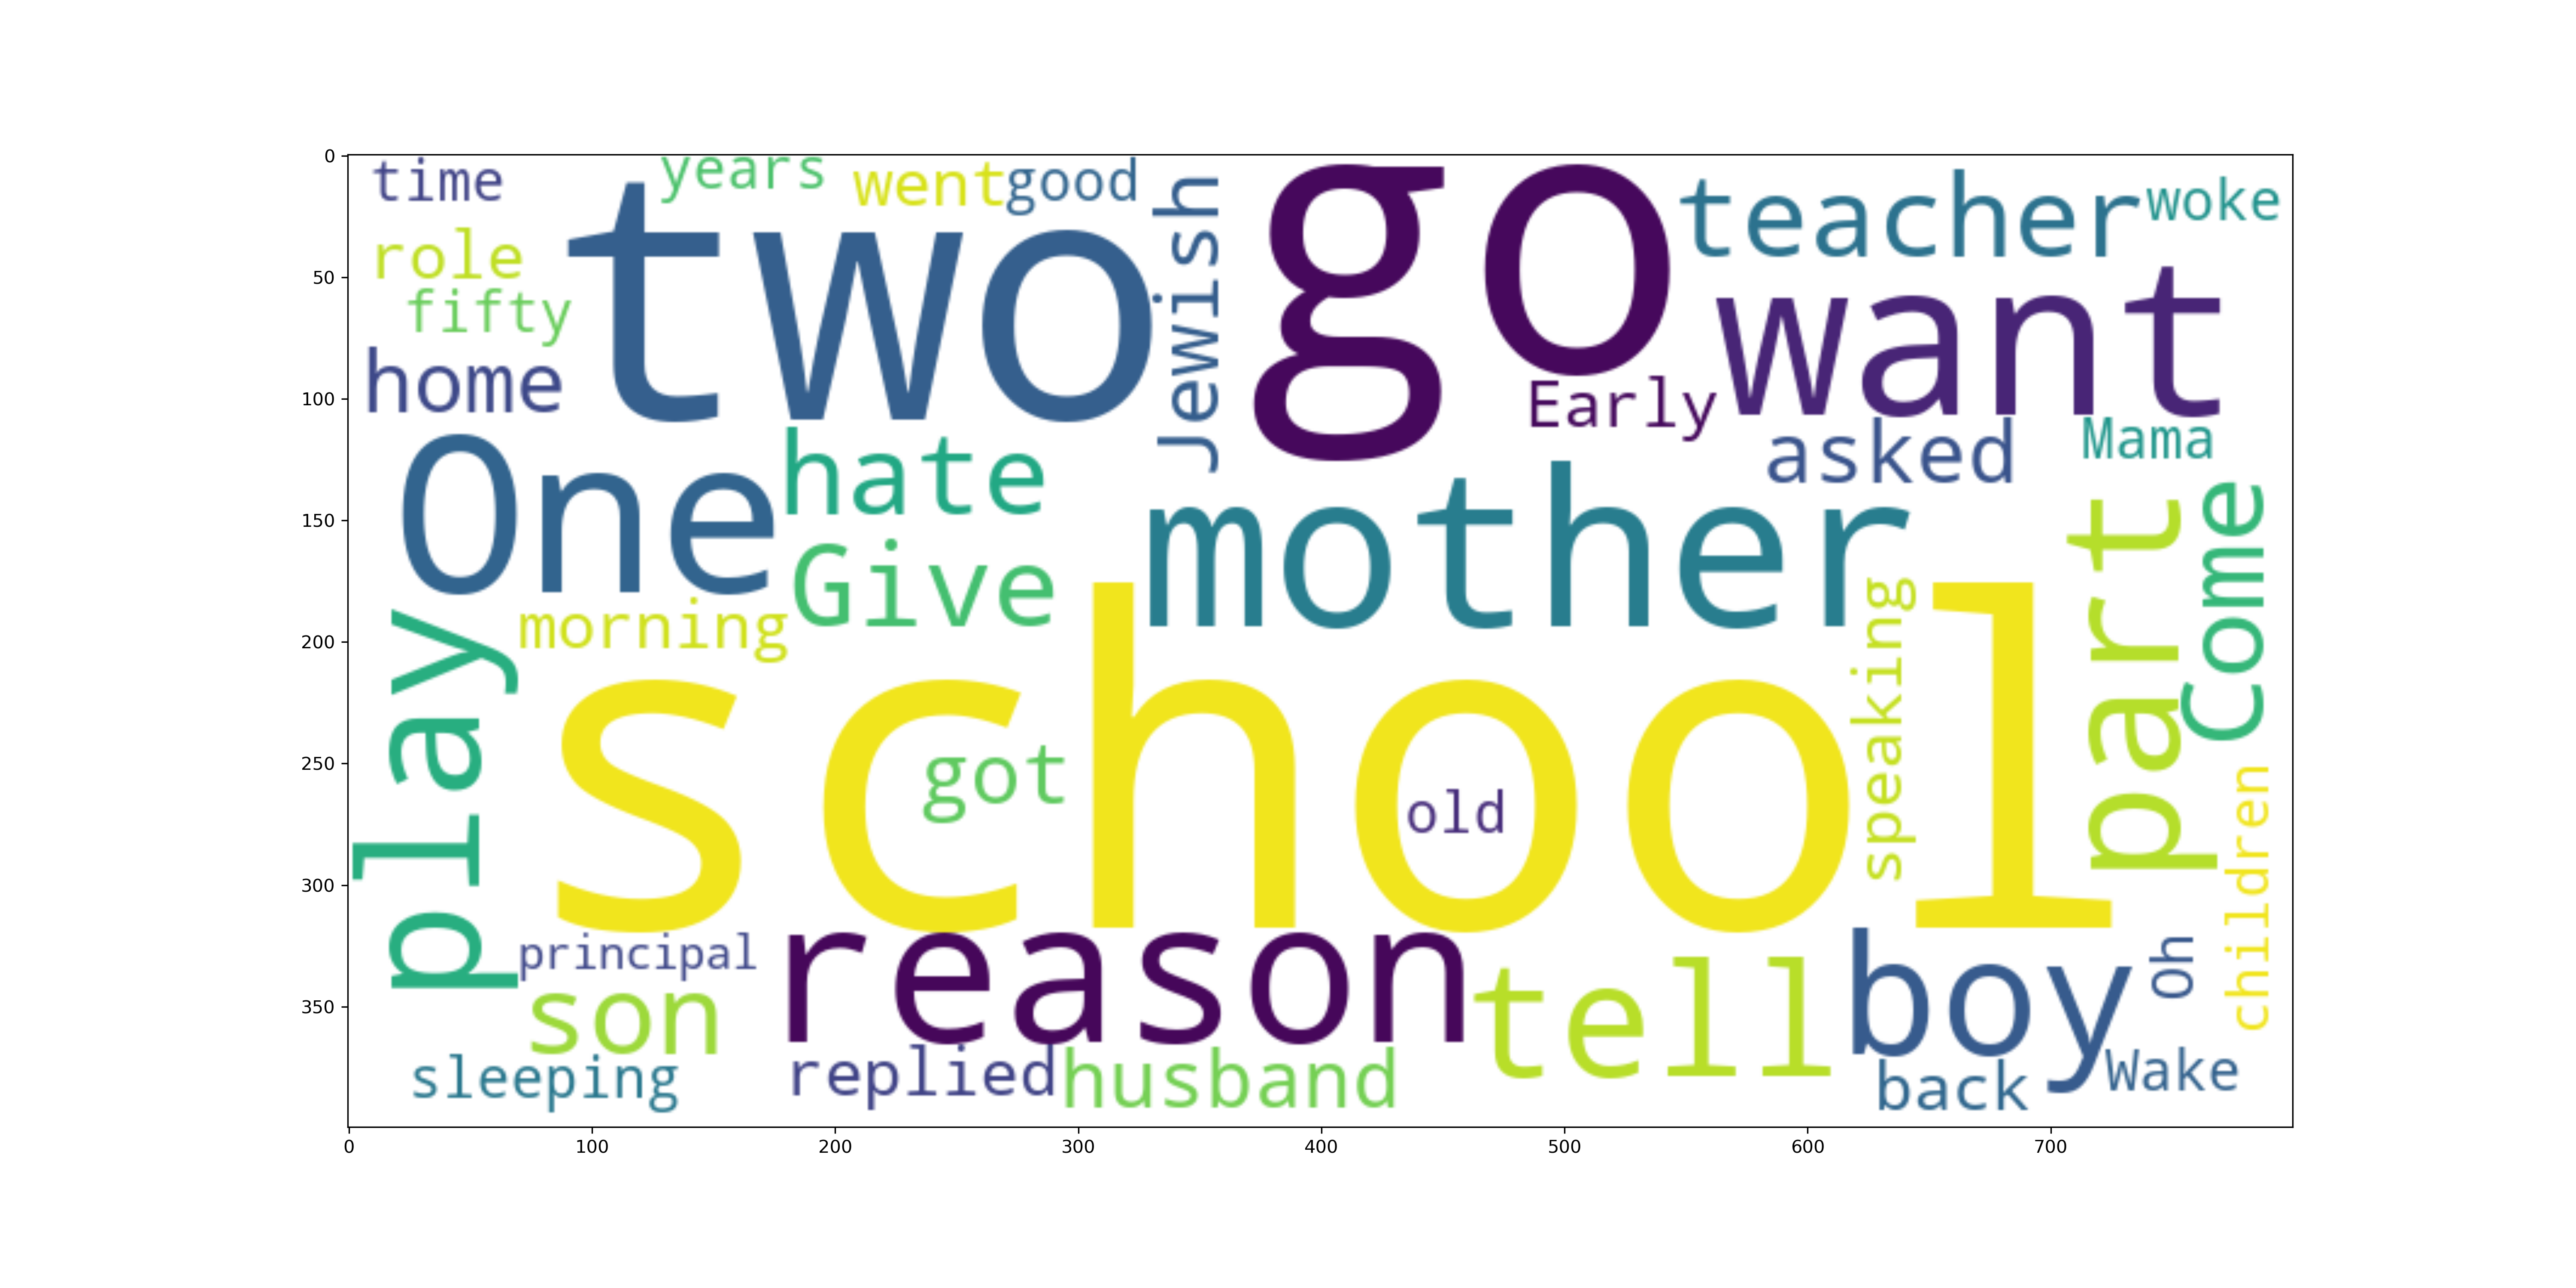 time
years
went
good
Jewish
go
teacher
woke
role
two
want
fifty
home
Early
One
hate
asked
Mama
mother
part
Come
Give
morning
play
school
speaking
got
old
children
principal
reason
tell
boy
Oh
son
sleeping
replied
husband
back
Wake
0
50
100
150
200
250
300
350
0
100
200
300
400
500
600
700